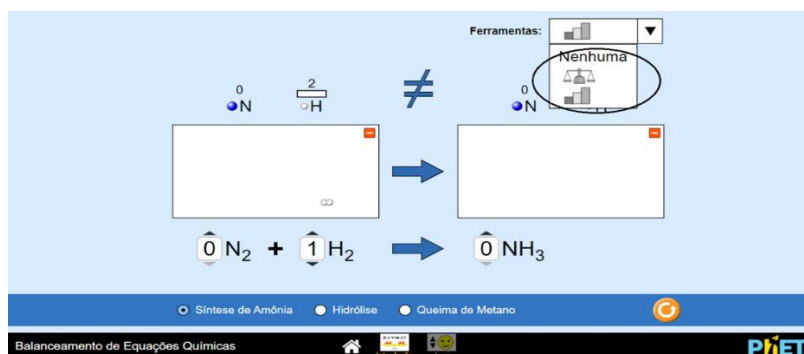 Ferramentas:
Nenhuma
0 2 0
N H N
0 N2 + 1 H2 0 NH3
Síntese de Amônia Hidrólise Queima de Metano
Balanceamento de Equações Químicas PhET